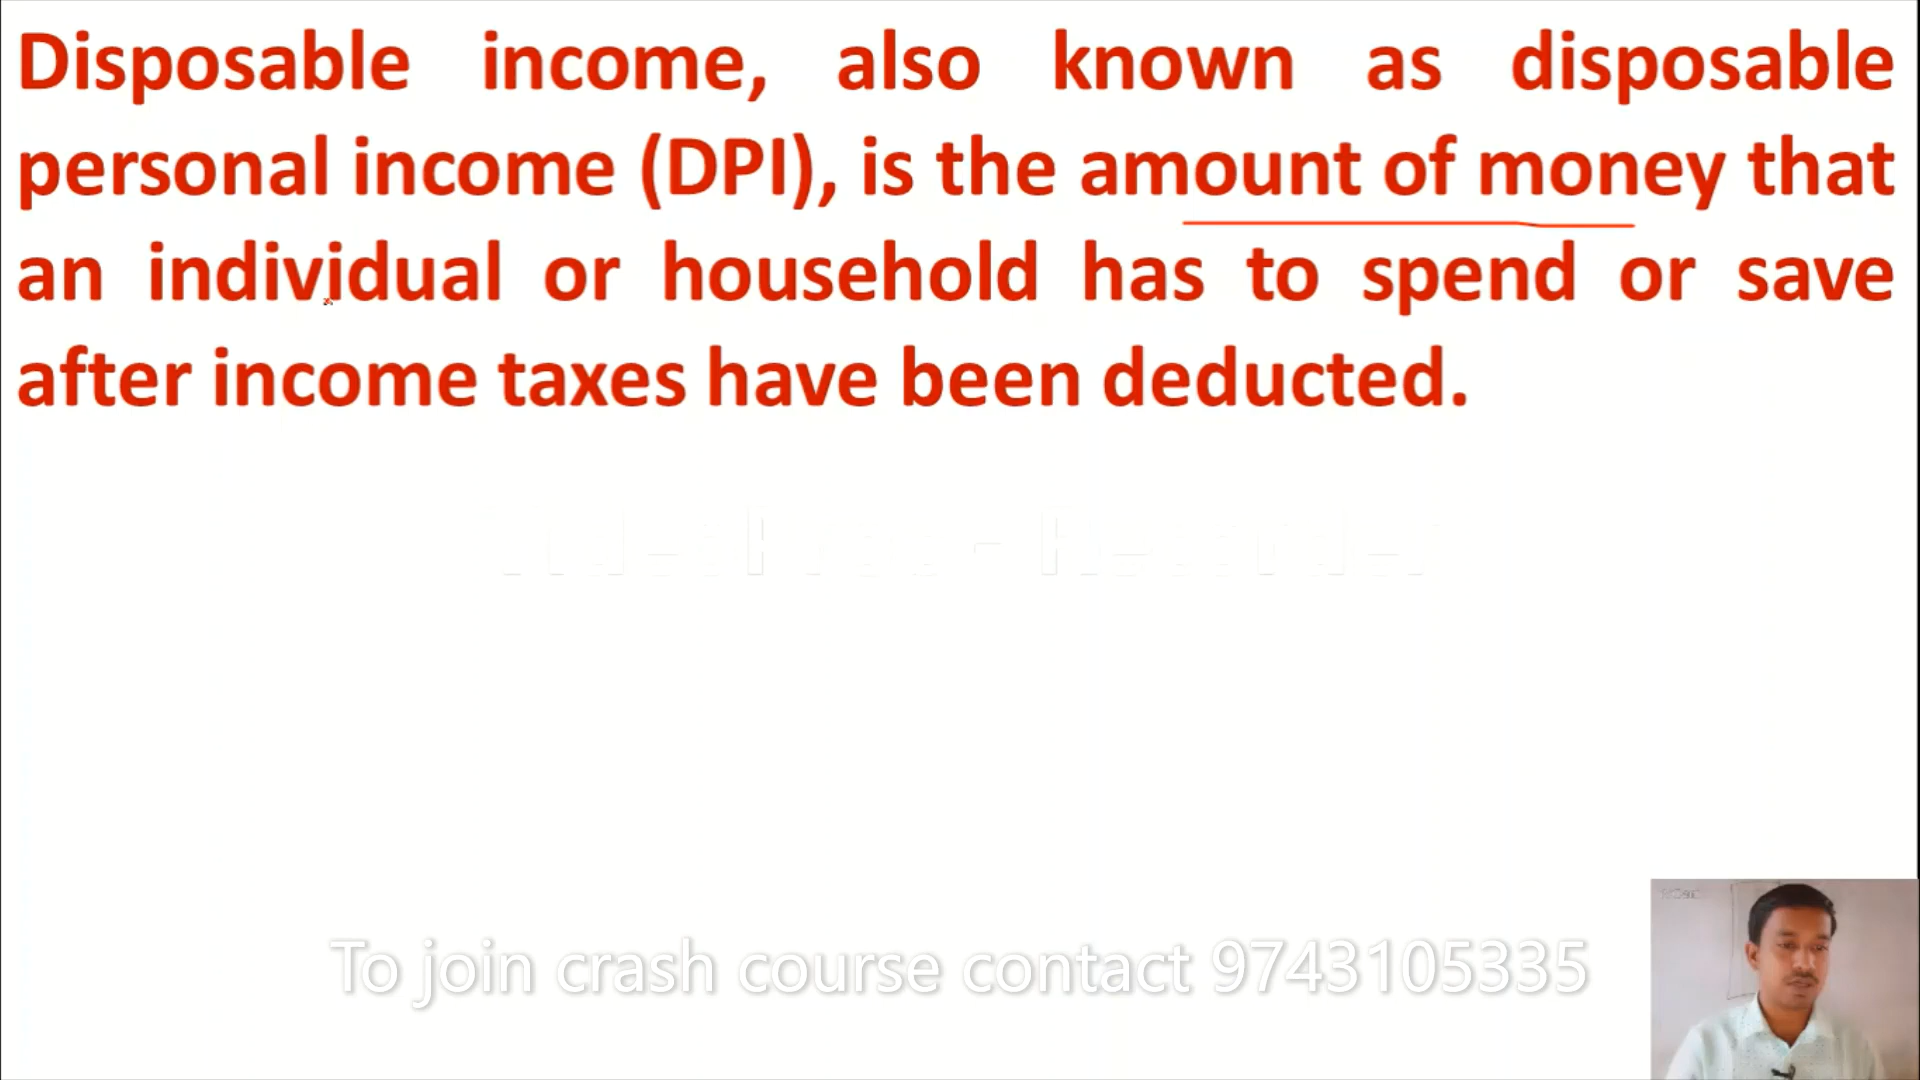 Disposable income, also known as disposable
personal income (DPI), is the amount of money that
an individual or household has to spend or save
after income taxes have been deducted.
To join crash course contact 9743105335